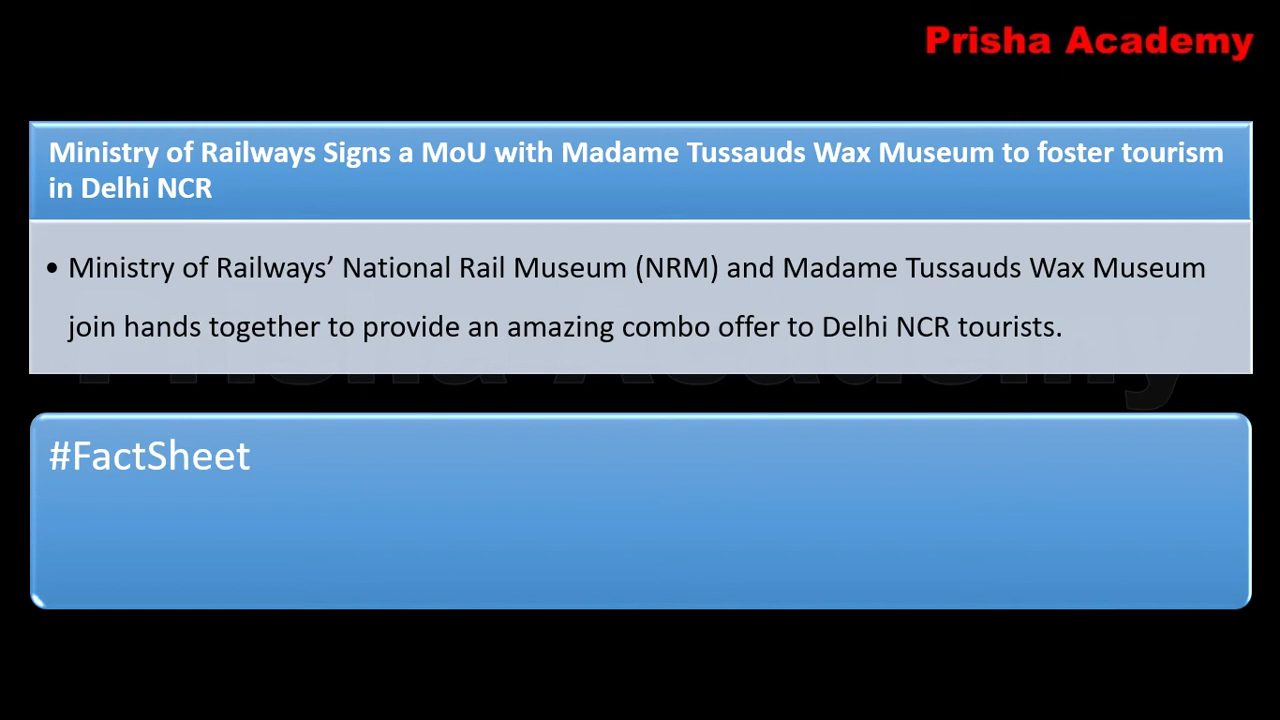 Prisha Academy
Ministry of Railways Signs a MoU with Madame Tussauds Wax Museum to foster tourism
in Delhi NCR
• Ministry of Railways’ National Rail Museum (NRM) and Madame Tussauds Wax Museum
join hands together to provide an amazing combo offer to Delhi NCR tourists.
Prisha Academy
#FactSheet